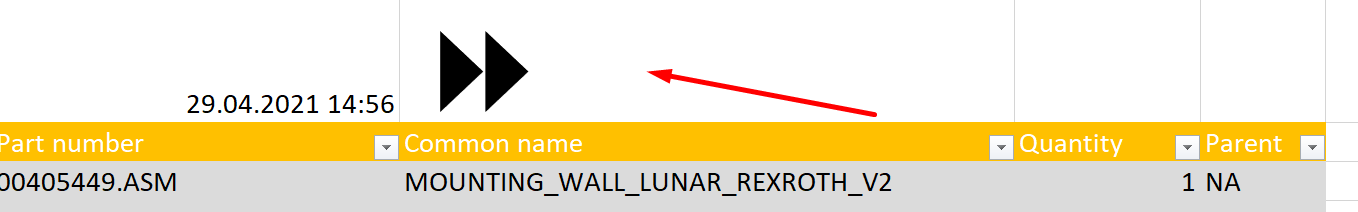 29.04.2021 14:56
Part number Common name Quantity Parent
00405449.ASM MOUNTING_WALL_LUNAR_REXROTH_V2 1 NA